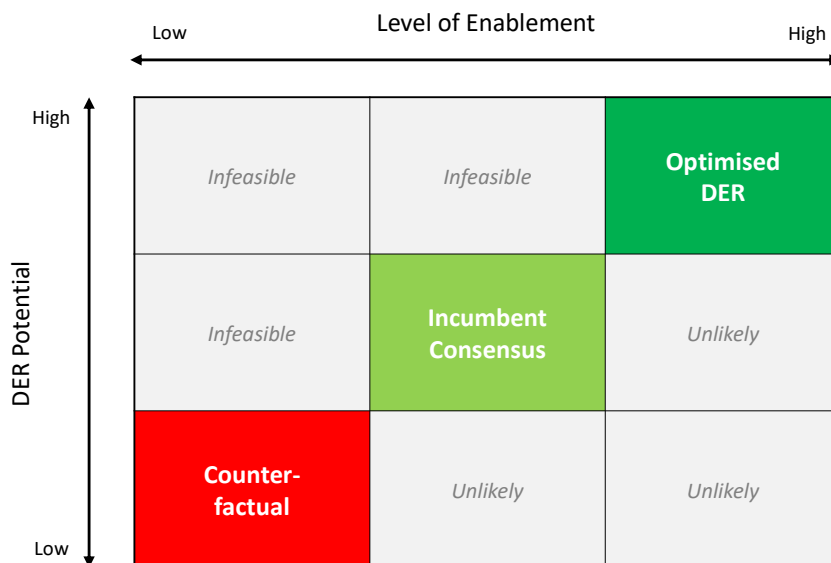 Level of Enablement
Low
High
High
Infeasible
Infeasible
Optimised
DER
DER Potential
Infeasible
Incumbent
Consensus
Unlikely
Counter-
factual
Unlikely
Unlikely
Low